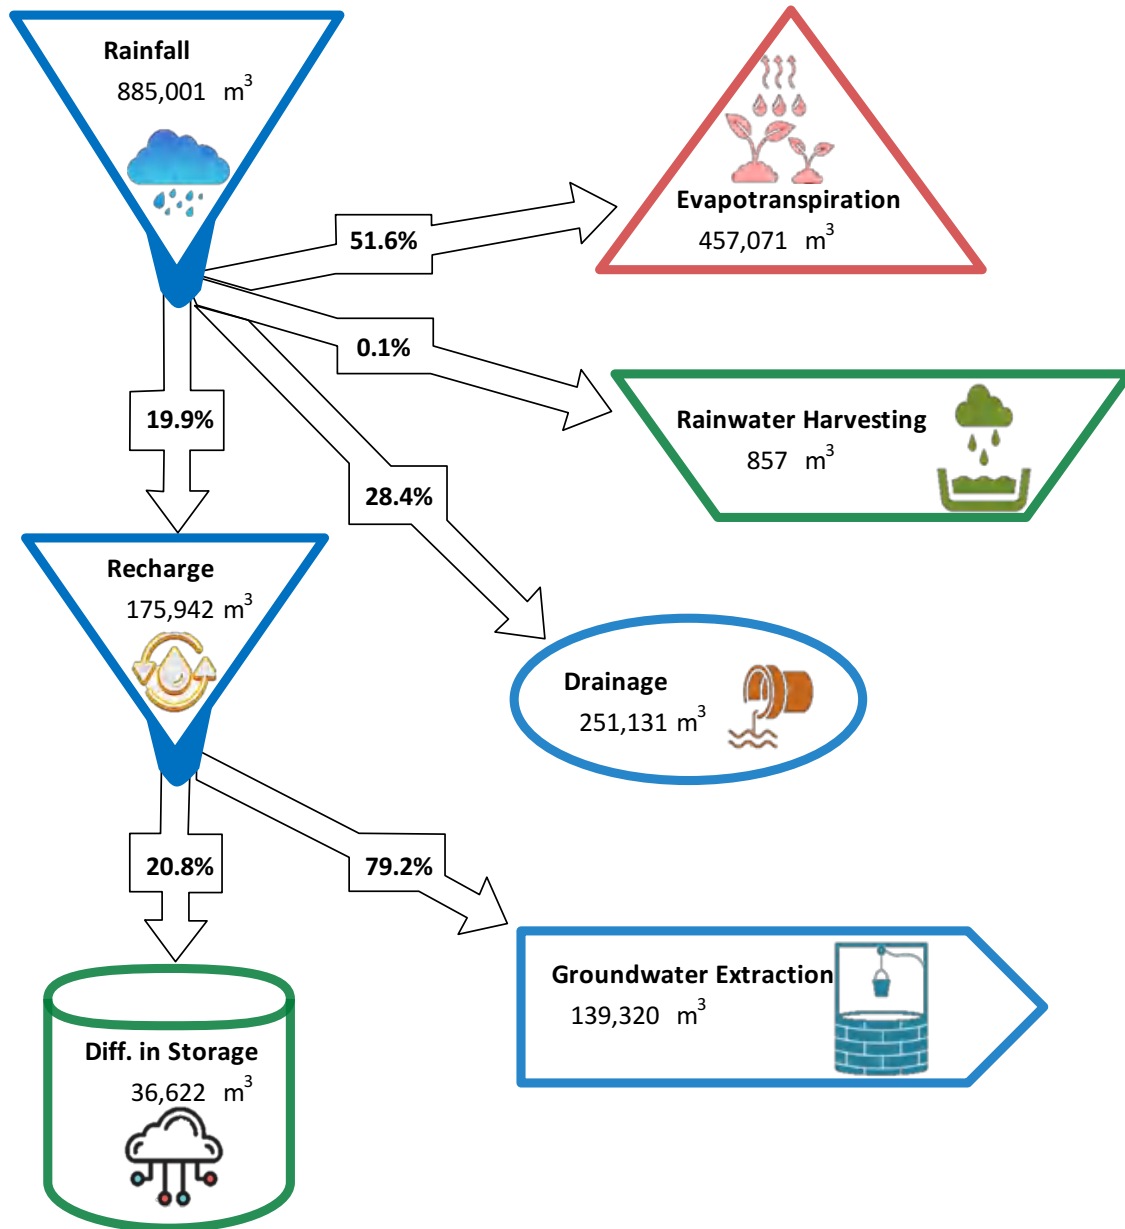 Rainfall
885,001 m³
51.6%
Evapotranspiration
457,071 m³
0.1%
Rainwater Harvesting
857 m³
19.9%
28.4%
Recharge
175,942 m³
Drainage
251,131 m³
20.8%
79.2%
Groundwater Extraction
139,320 m³
Diff. in Storage
36,622 m³